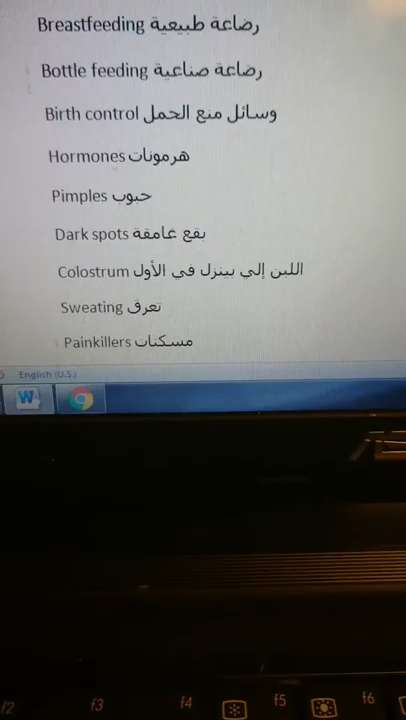 Breastfeeding رضاعة طبيعية
Bottle feeding رضاعة صناعية
Birth control وسائل منع الحمل
Hormones هرمونات
Pimples حبوب
Dark spots بقع غامقة
Colostrum اللبن إلي بينزل في الأول
Sweating تعرق
Painkillers مسكنات
English (U.S.)
W
f2 f3 f4 f5 f6